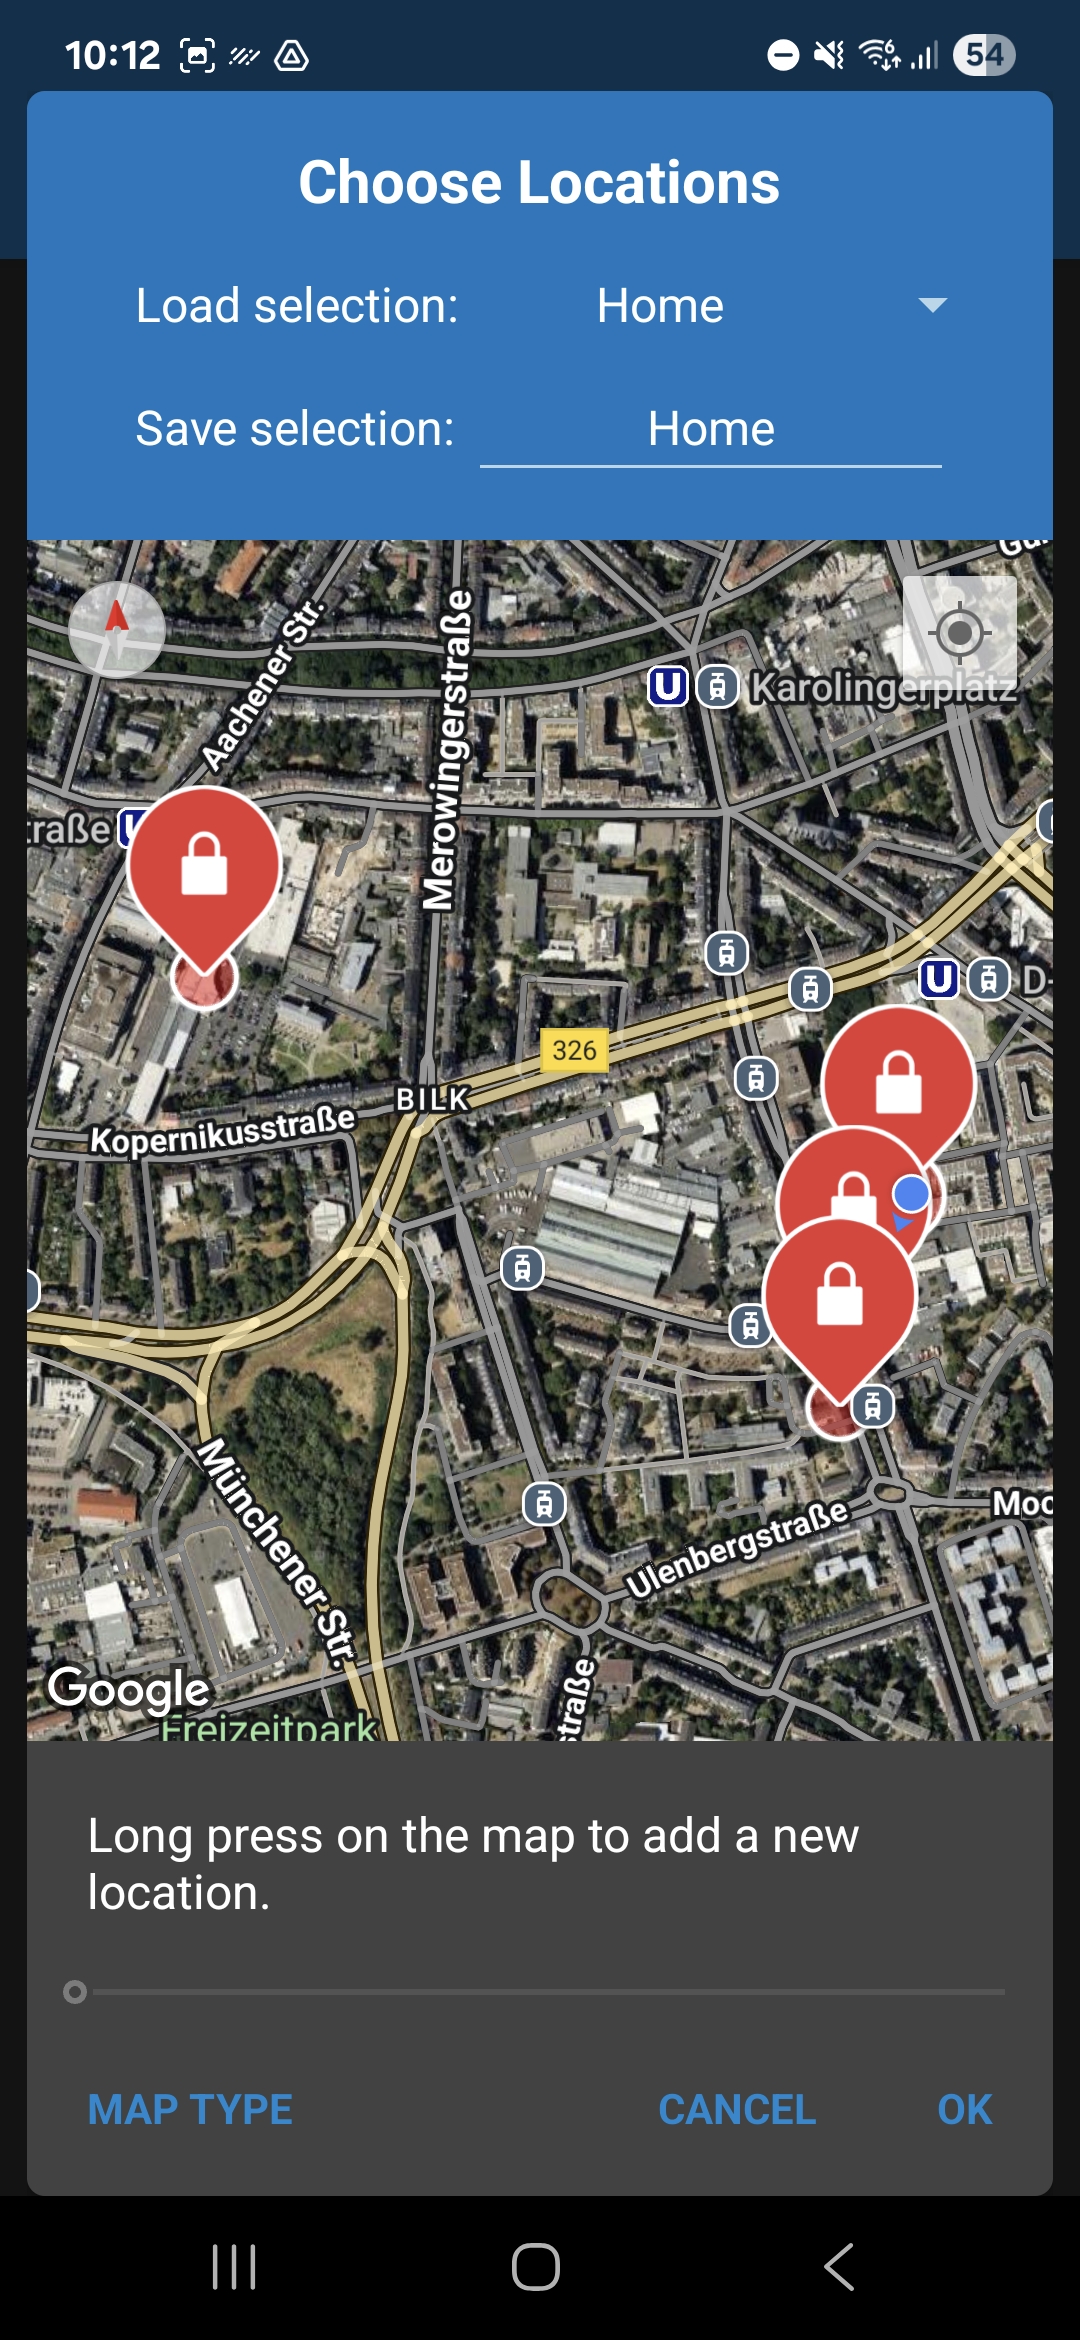 10:12
54
Choose Locations
Load selection: Home
Save selection: Home
Aachener Str.
Merowingerstraße
U Karolingerplatz
traße
U D-
326
BILK
Kopernikusstraße
Münchener Str.
Ulenbergstraße
Moo
straße
Google
Freizeitpark
Long press on the map to add a new
location.
MAP TYPE CANCEL OK